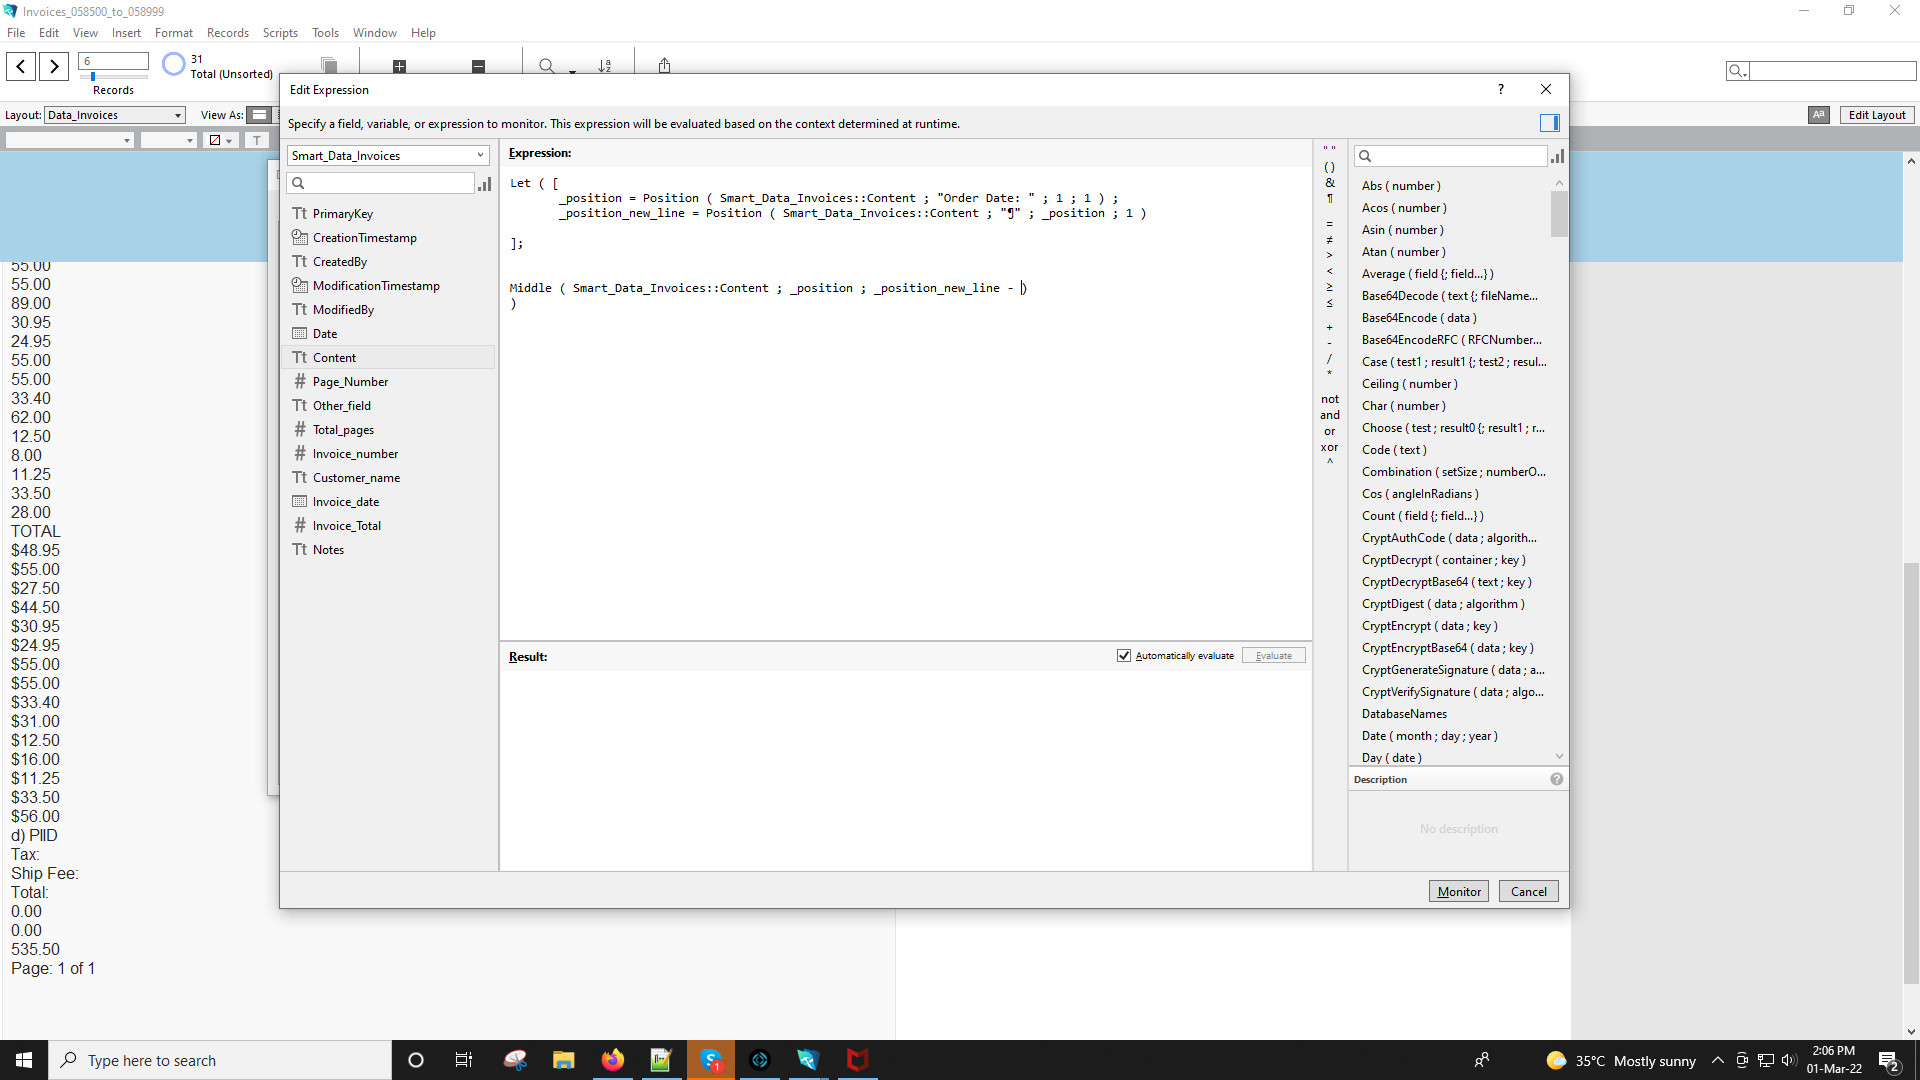 Invoices_058500_to_058999
File Edit View Insert Format Records Scripts Tools Window Help
6
31
Total (Unsorted)
Records
Layout: Data_Invoices View As:
Aa Edit Layout
Edit Expression
?
Specify a field, variable, or expression to monitor. This expression will be evaluated based on the context determined at runtime.
Smart_Data_Invoices
Tt PrimaryKey
CreationTimestamp
Tt CreatedBy
ModificationTimestamp
Tt ModifiedBy
Date
Tt Content
# Page_Number
Tt Other_field
# Total_pages
# Invoice_number
Tt Customer_name
Invoice_date
# Invoice_Total
Tt Notes
Expression:
Let ( [
_position = Position ( Smart_Data_Invoices::Content ; "Order Date: " ; 1 ; 1 ) ;
_position_new_line = Position ( Smart_Data_Invoices::Content ; "¶" ; _position ; 1 )
];
Middle ( Smart_Data_Invoices::Content ; _position ; _position_new_line - )
)
Result:
Automatically evaluate Evaluate
" "
()
&
¶
=
≠
>
<
≥
≤
+
-
/
*
not
and
or
xor
^
Abs ( number )
Acos ( number )
Asin ( number )
Atan ( number )
Average ( field {; field...} )
Base64Decode ( text {; fileName...
Base64Encode ( data )
Base64EncodeRFC ( RFCNumber...
Case ( test1 ; result1 {; test2 ; resul...
Ceiling ( number )
Char ( number )
Choose ( test ; result0 {; result1 ; r...
Code ( text )
Combination ( setSize ; numberO...
Cos ( angleInRadians )
Count ( field {; field...} )
CryptAuthCode ( data ; algorith...
CryptDecrypt ( container ; key )
CryptDecryptBase64 ( text ; key )
CryptDigest ( data ; algorithm )
CryptEncrypt ( data ; key )
CryptEncryptBase64 ( data ; key )
CryptGenerateSignature ( data ; a...
CryptVerifySignature ( data ; algo...
DatabaseNames
Date ( month ; day ; year )
Day ( date )
Description
No description
Monitor Cancel
55.00
55.00
89.00
30.95
24.95
55.00
55.00
33.40
62.00
12.50
8.00
11.25
33.50
28.00
TOTAL
$48.95
$55.00
$27.50
$44.50
$30.95
$24.95
$55.00
$55.00
$33.40
$31.00
$12.50
$16.00
$11.25
$33.50
$56.00
d) PIID
Tax:
Ship Fee:
Total:
0.00
0.00
535.50
Page: 1 of 1
Type here to search
1
35°C Mostly sunny
2:06 PM
01-Mar-22
2